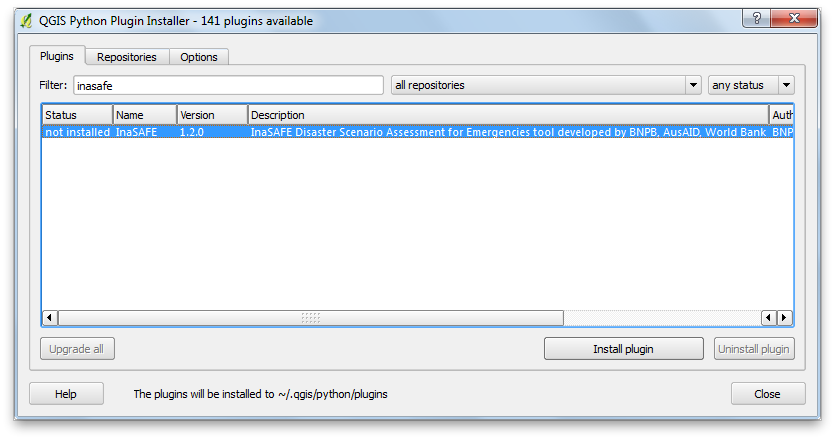 QGIS Python Plugin Installer - 141 plugins available
Plugins Repositories Options
Filter: inasafe all repositories any status
Status Name Version Description Auth
not installed InaSAFE 1.2.0 InaSAFE Disaster Scenario Assessment for Emergencies tool developed by BNPB, AusAID, World Bank BNP
Upgrade all Install plugin Uninstall plugin
Help The plugins will be installed to ~/.qgis/python/plugins Close